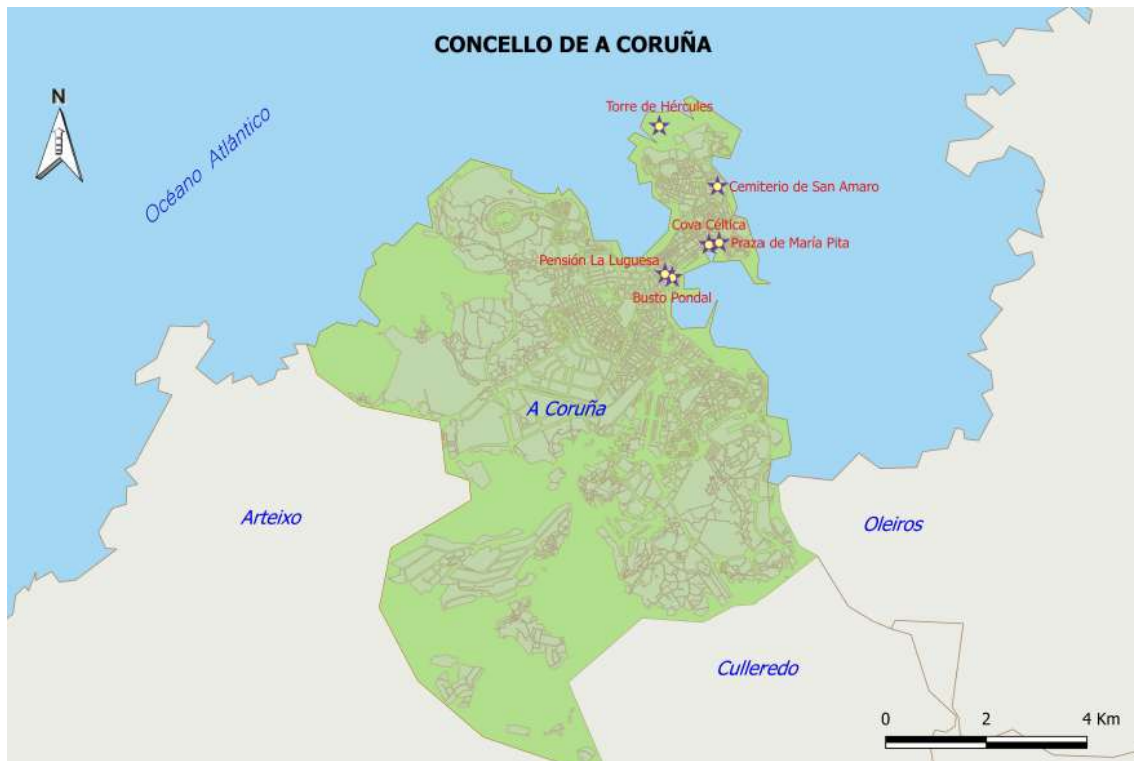 CONCELLO DE A CORUÑA
N
Océano Atlántico
Torre de Hércules
Cemiterio de San Amaro
Cova Céltica
Praza de María Pita
Pensión La Luguesa
Busto Pondal
A Coruña
Arteixo
Oleiros
Culleredo
0 2 4 Km